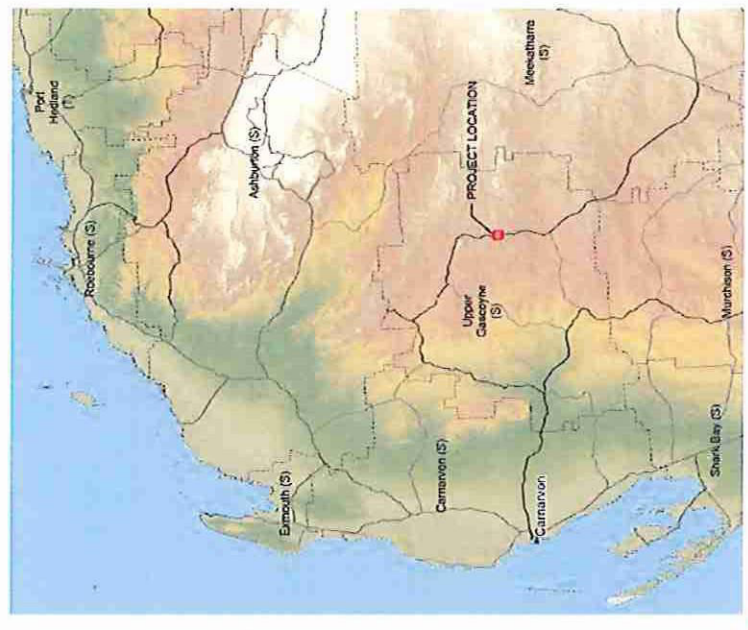 Port
Hedland
(T)
Roebourne (S)
Ashburton (S)
Exmouth (S)
Carnarvon (S)
PROJECT LOCATION
Upper
Gascoyne
(S)
Meekatharra
(S)
Carnarvon
Shark Bay (S)
Murchison (S)